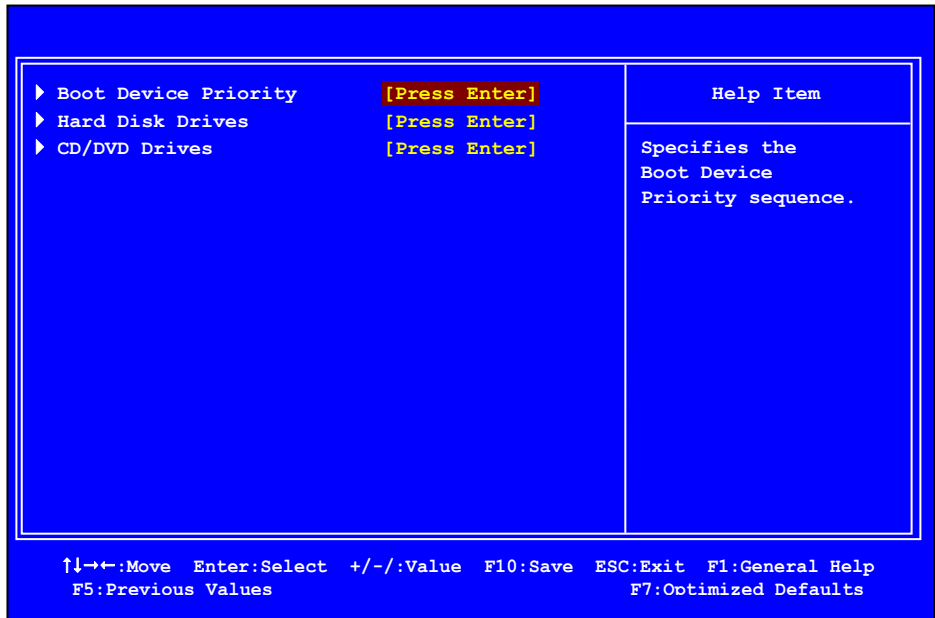 Boot Device Priority [Press Enter]
Hard Disk Drives [Press Enter]
CD/DVD Drives [Press Enter]
Help Item
Specifies the
Boot Device
Priority sequence.
↑↓→←:Move Enter:Select +/-/:Value F10:Save ESC:Exit F1:General Help
F5:Previous Values F7:Optimized Defaults